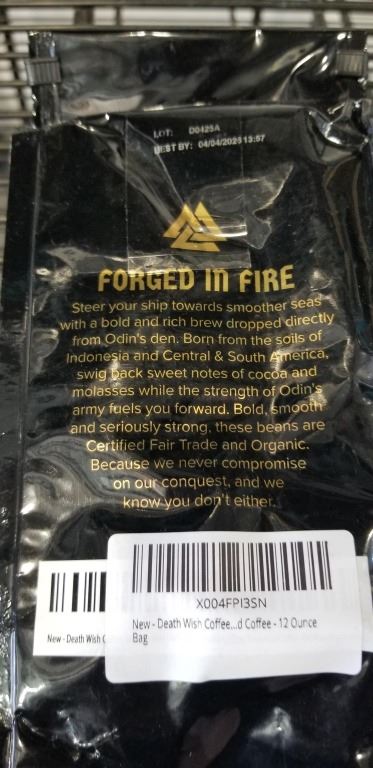 LOT: D0425A
BEST BY: 04/04/2026 13:57
FORGED IN FIRE
Steer your ship towards smoother seas
with a bold and rich brew dropped directly
from Odin's den. Born from the soils of
Indonesia and Central & South America,
swig back sweet notes of cocoa and
molasses while the strength of Odin's
army fuels you forward. Bold, smooth
and seriously strong, these beans are
Certified Fair Trade and Organic.
Because we never compromise
on our conquest, and we
know you don't either.
X004FPI3SN
New - Death Wish Coffee...d Coffee - 12 Ounce
Bag
New - Death Wish C